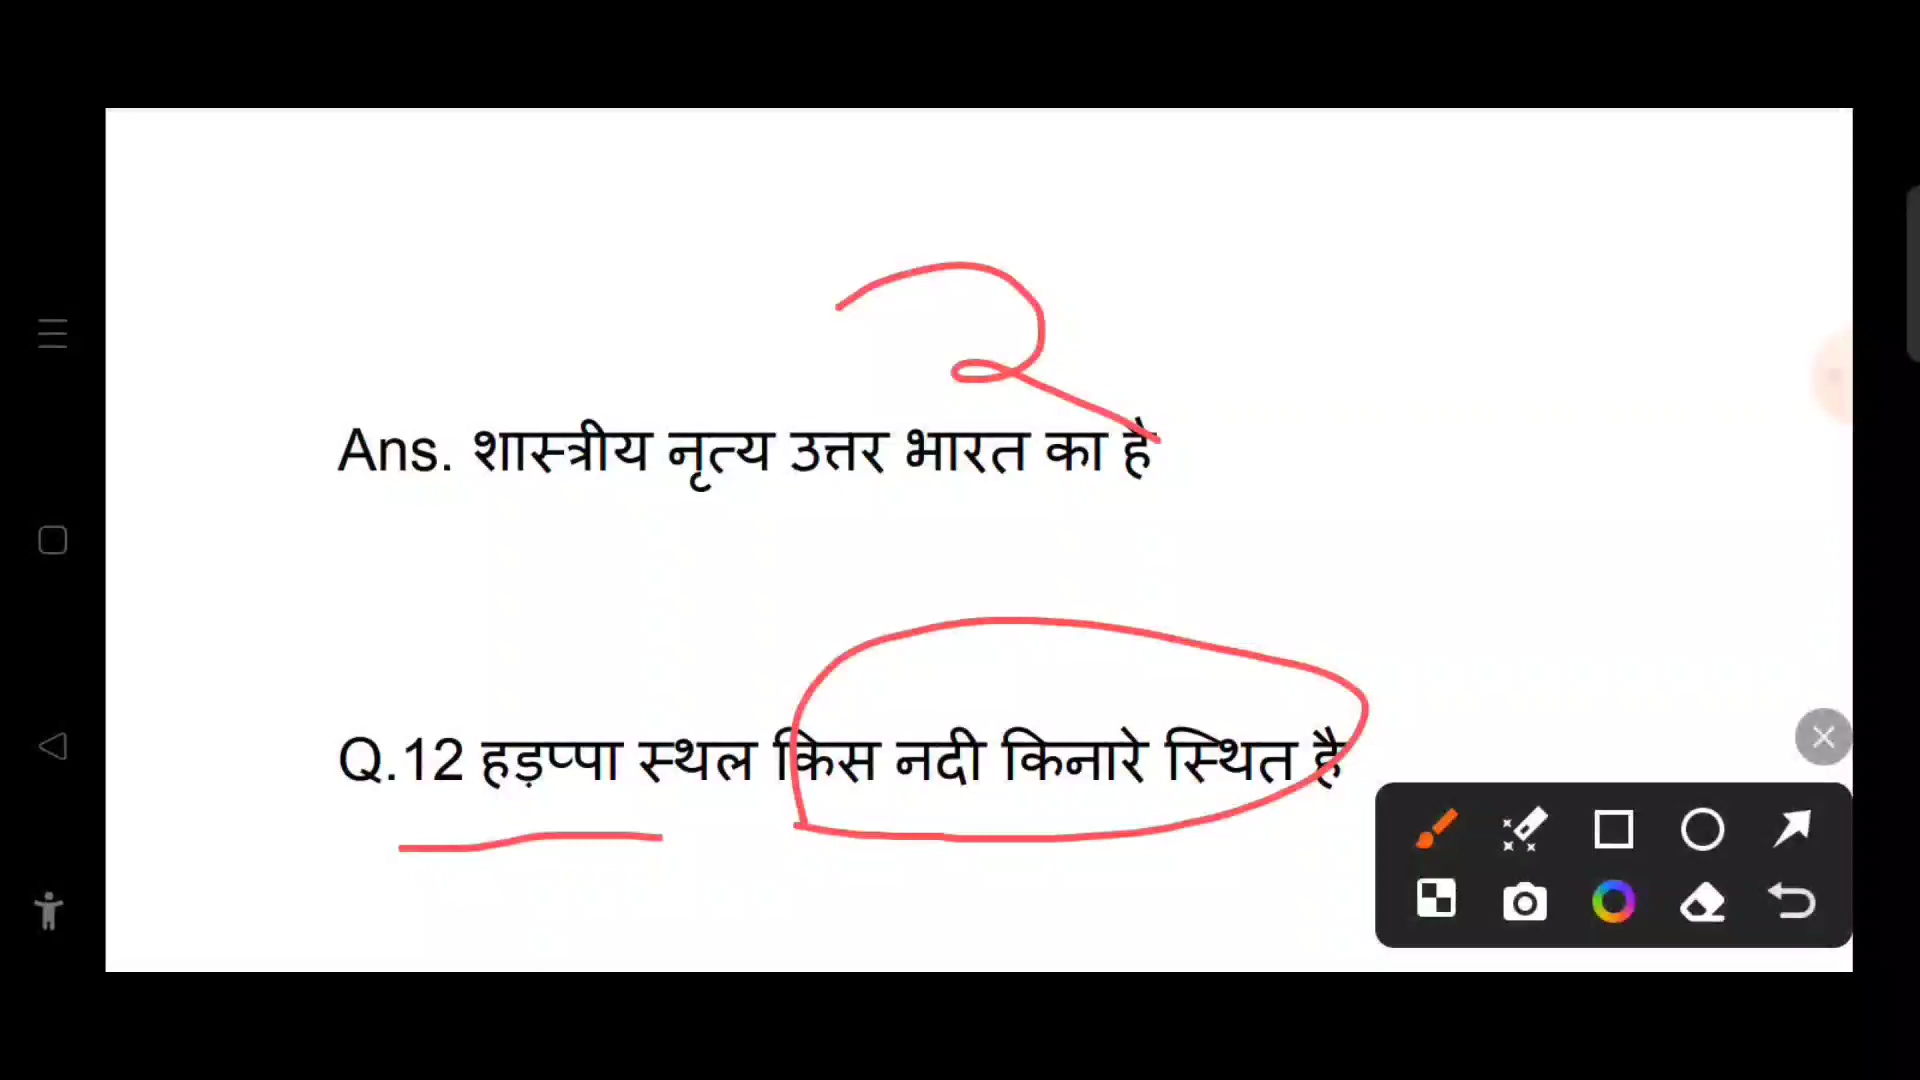 Ans. शास्त्रीय नृत्य उत्तर भारत का है
Q.12 हड़प्पा स्थल किस नदी किनारे स्थित है